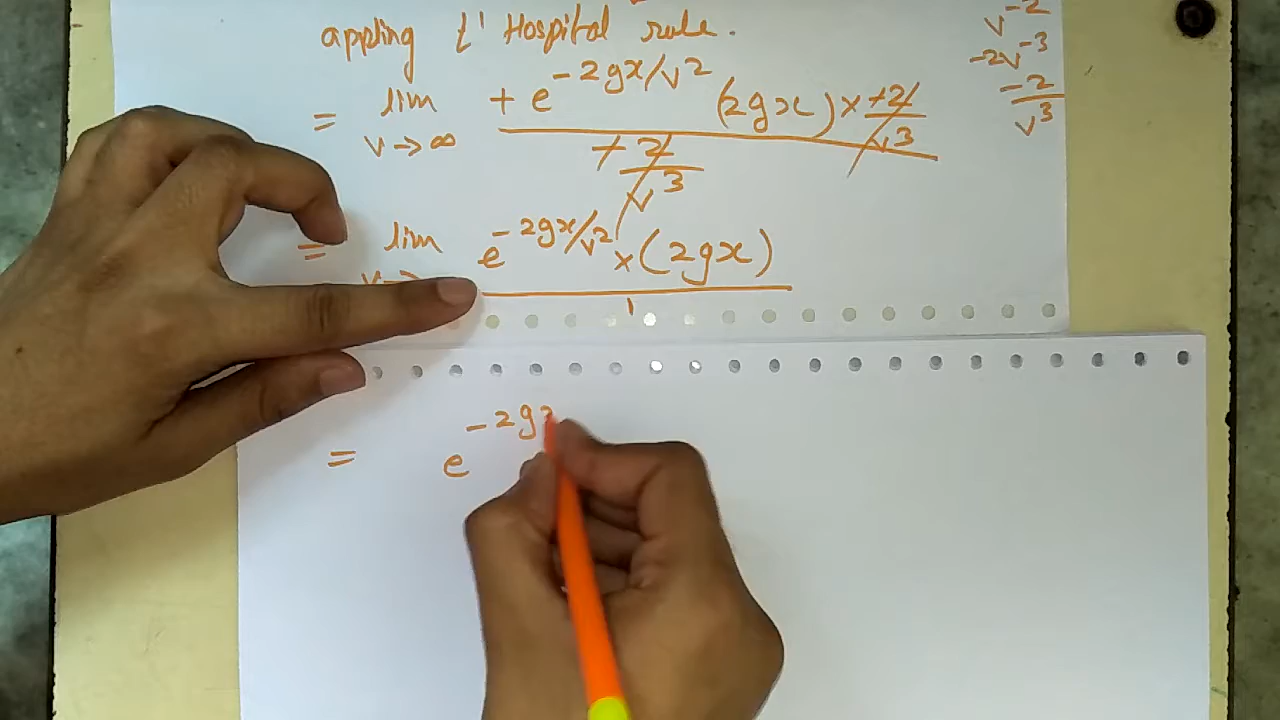 appling L' Hospital rule.
v^-2
-2v^-3
-2/v^3
= lim v→∞ + e^-2gx/v^2 (2gx) × +2/v^3
+ 2/v^3
= lim v→ e^-2gx/v^2 × (2gx)
1
= e^-2g